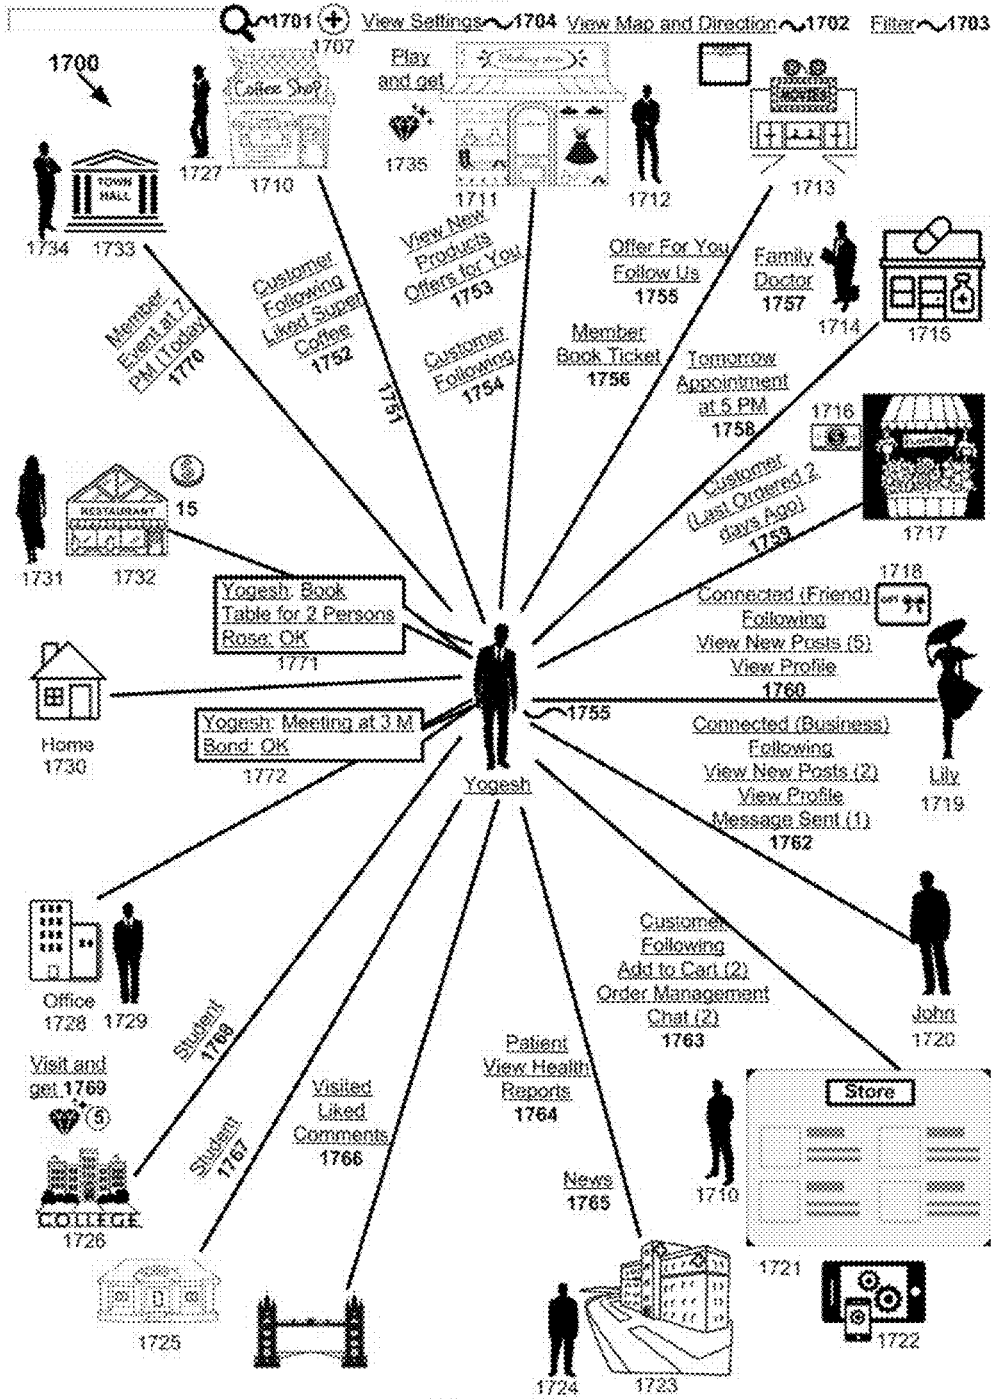 1701
1707
View Settings 1704
View Map and Direction 1702
Filter 1703
1700
Coffee Shop
1727
1710
Play
and get
1735
1711
1712
MOVIES
1713
TOWN
HALL
1734
1733
Member
Event at 7
PM (Today)
1770
Customer
Following
Liked Super
Coffee
1752
1751
View New
Products
Offers for You
1753
Customer
Following
1754
Offer For You
Follow Us
1755
Member
Book Ticket
1756
Family
Doctor
1757
1714
1715
Tomorrow
Appointment
at 5 PM
1758
1716
Customer
(Last Ordered 2
days Ago)
1759
1717
RESTAURANT
15
1731
1732
Yogesh: Book
Table for 2 Persons
Rosa: OK
1771
1718
GIFT
Connected (Friend)
Following
View New Posts (5)
View Profile
1760
Home
1730
Yogesh: Meeting at 3 M
Bond: OK
1772
1755
Yogesh
Connected (Business)
Following
View New Posts (2)
View Profile
Message Sent (1)
1762
Lily
1719
Office
1728
1729
Customer
Following
Add to Cart (2)
Order Management
Chat (2)
1763
John
1720
Student
1768
Visit and
get 1769
5
COLLEGE
1726
Student
1767
Visited
Liked
Comments
1766
Patient
View Health
Reports
1764
News
1765
Store
1710
1721
1722
1725
1724
1723